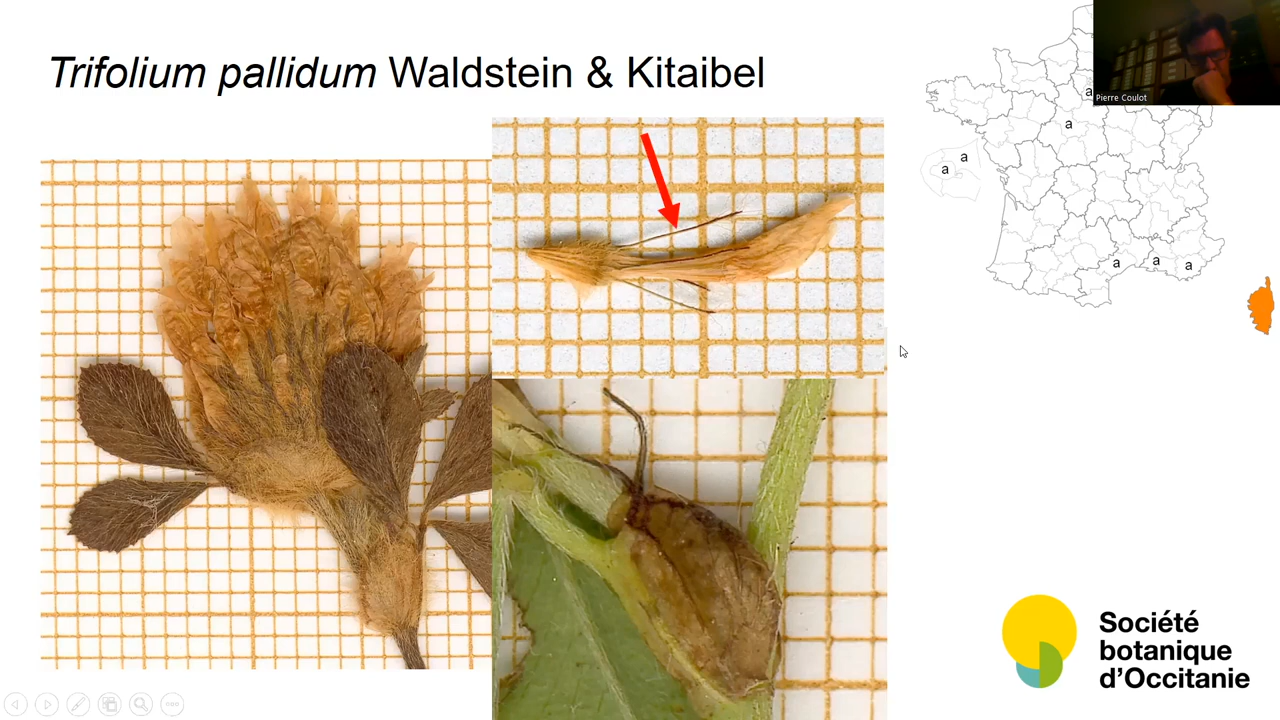 Trifolium pallidum Waldstein & Kitaibel
Pierre Coulot
a
a
a
a
a
a
a
Société
botanique
d'Occitanie